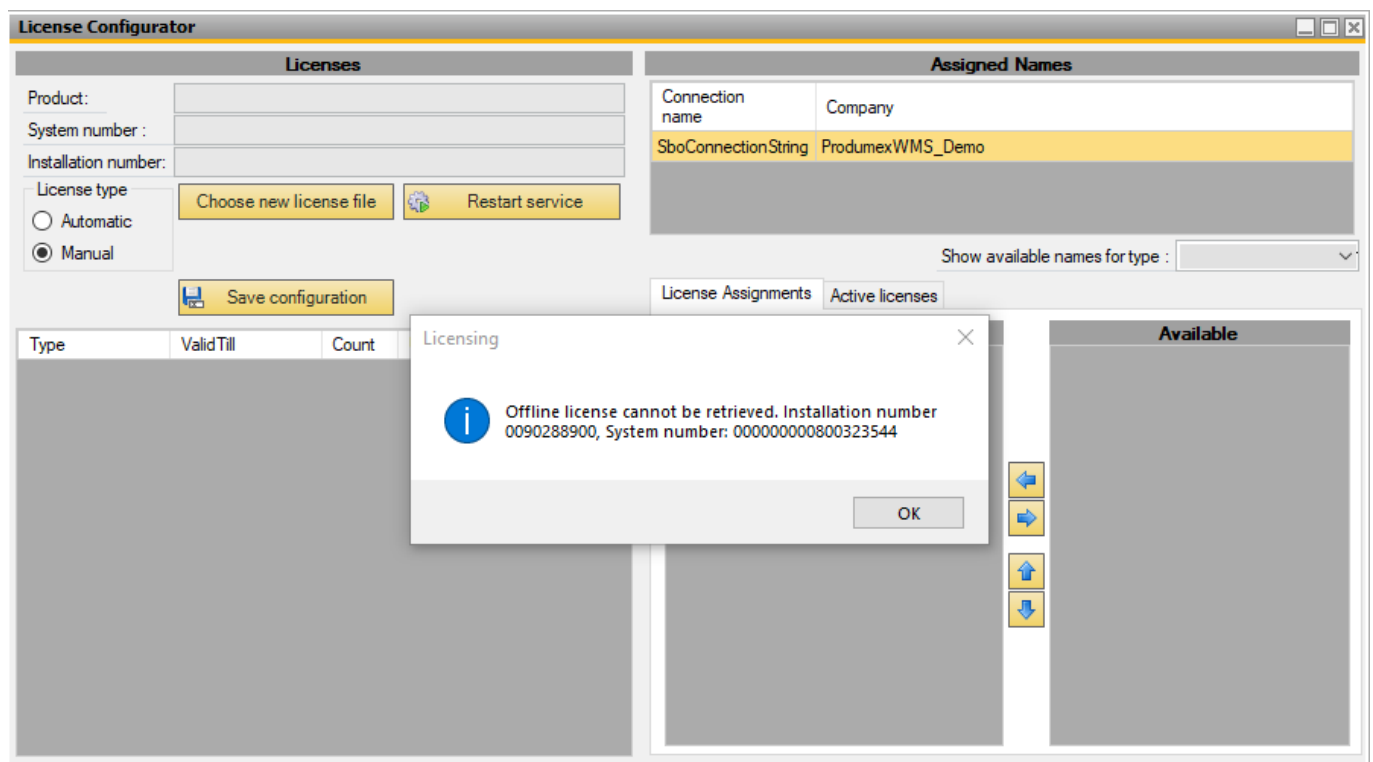 License Configurator
Licenses
Product:
System number :
Installation number:
License type
Automatic
Manual
Choose new license file
Restart service
Save configuration
Type ValidTill Count
Assigned Names
Connection name Company
SboConnectionString ProdumexWMS_Demo
Show available names for type :
License Assignments Active licenses
Available
Licensing
Offline license cannot be retrieved. Installation number
0090288900, System number: 000000000800323544
OK